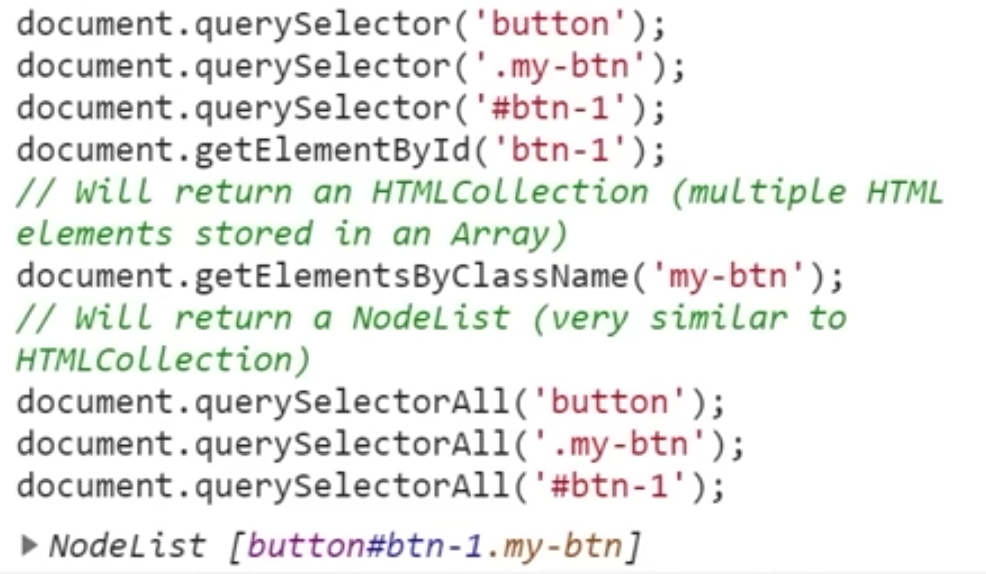 document.querySelector('button');
document.querySelector('.my-btn');
document.querySelector('#btn-1');
document.getElementById('btn-1');
// Will return an HTMLCollection (multiple HTML
elements stored in an Array)
document.getElementsByClassName('my-btn');
// Will return a NodeList (very similar to
HTMLCollection)
document.querySelectorAll('button');
document.querySelectorAll('.my-btn');
document.querySelectorAll('#btn-1');
NodeList [button#btn-1.my-btn]